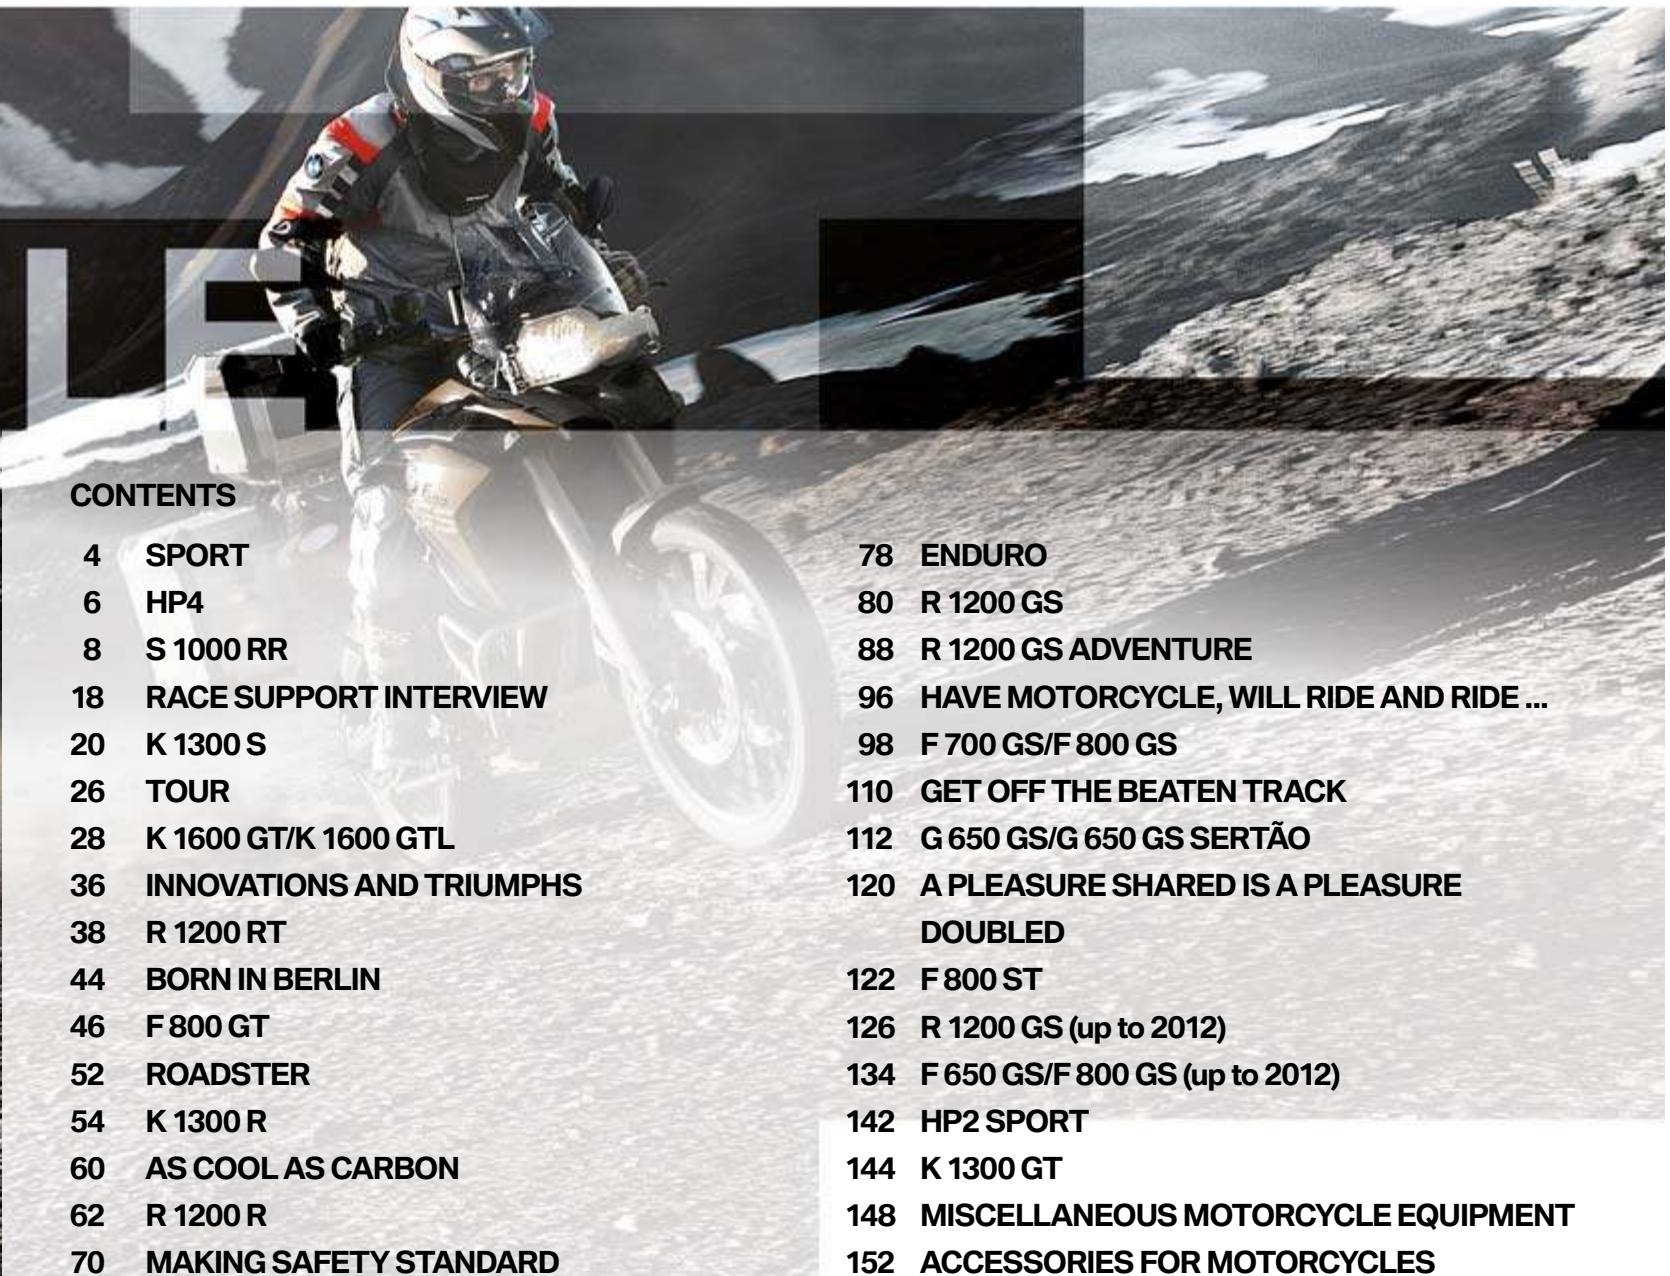 LE
CONTENTS
4 SPORT
6 HP4
8 S 1000 RR
18 RACE SUPPORT INTERVIEW
20 K 1300 S
26 TOUR
28 K 1600 GT/K 1600 GTL
36 INNOVATIONS AND TRIUMPHS
38 R 1200 RT
44 BORN IN BERLIN
46 F 800 GT
52 ROADSTER
54 K 1300 R
60 AS COOL AS CARBON
62 R 1200 R
70 MAKING SAFETY STANDARD
78 ENDURO
80 R 1200 GS
88 R 1200 GS ADVENTURE
96 HAVE MOTORCYCLE, WILL RIDE AND RIDE ...
98 F 700 GS/F 800 GS
110 GET OFF THE BEATEN TRACK
112 G 650 GS/G 650 GS SERTÃO
120 A PLEASURE SHARED IS A PLEASURE
DOUBLED
122 F 800 ST
126 R 1200 GS (up to 2012)
134 F 650 GS/F 800 GS (up to 2012)
142 HP2 SPORT
144 K 1300 GT
148 MISCELLANEOUS MOTORCYCLE EQUIPMENT
152 ACCESSORIES FOR MOTORCYCLES